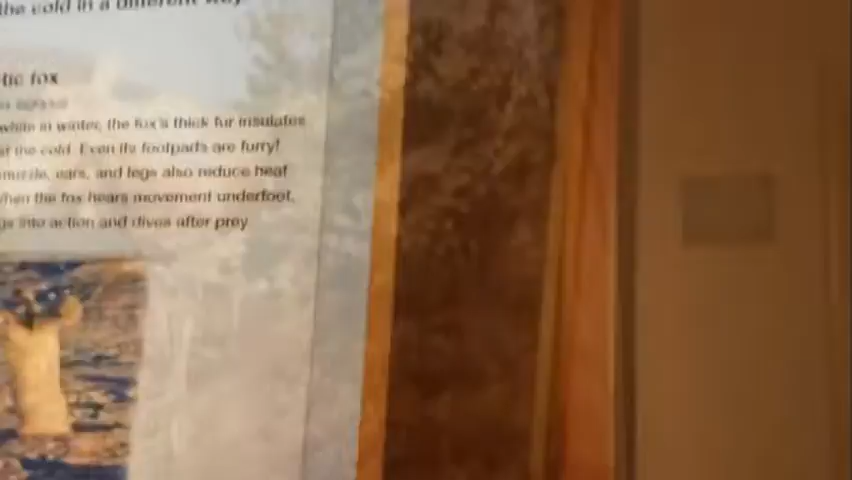 the cold in a different way
tic fox
white in winter, the fox's thick fur insulates
the cold. Even its footpads are furry!
muzzle, ears, and legs also reduce heat
when the fox hears movement underfoot,
into action and dives after prey